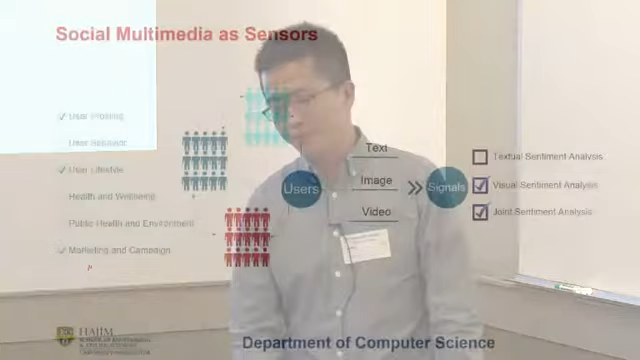 Social Multimedia as Sensors
User Profiling
User Behavior
User Lifestyle
Health and Wellbeing
Public Health and Environment
Marketing and Campaign
Users
Text
Image
Video
Signals
Textual Sentiment Analysis
Visual Sentiment Analysis
Joint Sentiment Analysis
HAJIM
Department of Computer Science